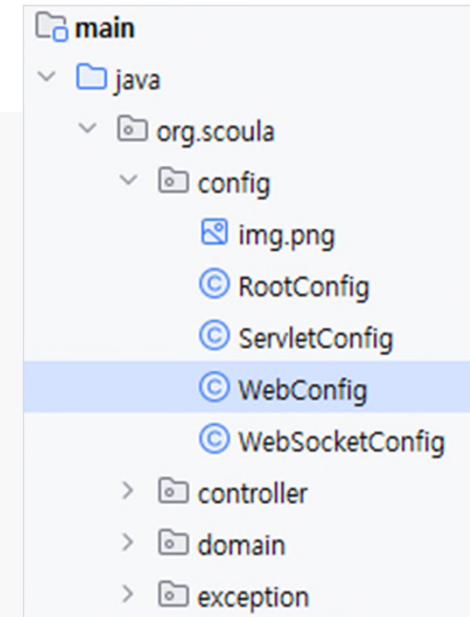 main
java
org.scoula
config
img.png
RootConfig
ServletConfig
WebConfig
WebSocketConfig
controller
domain
exception